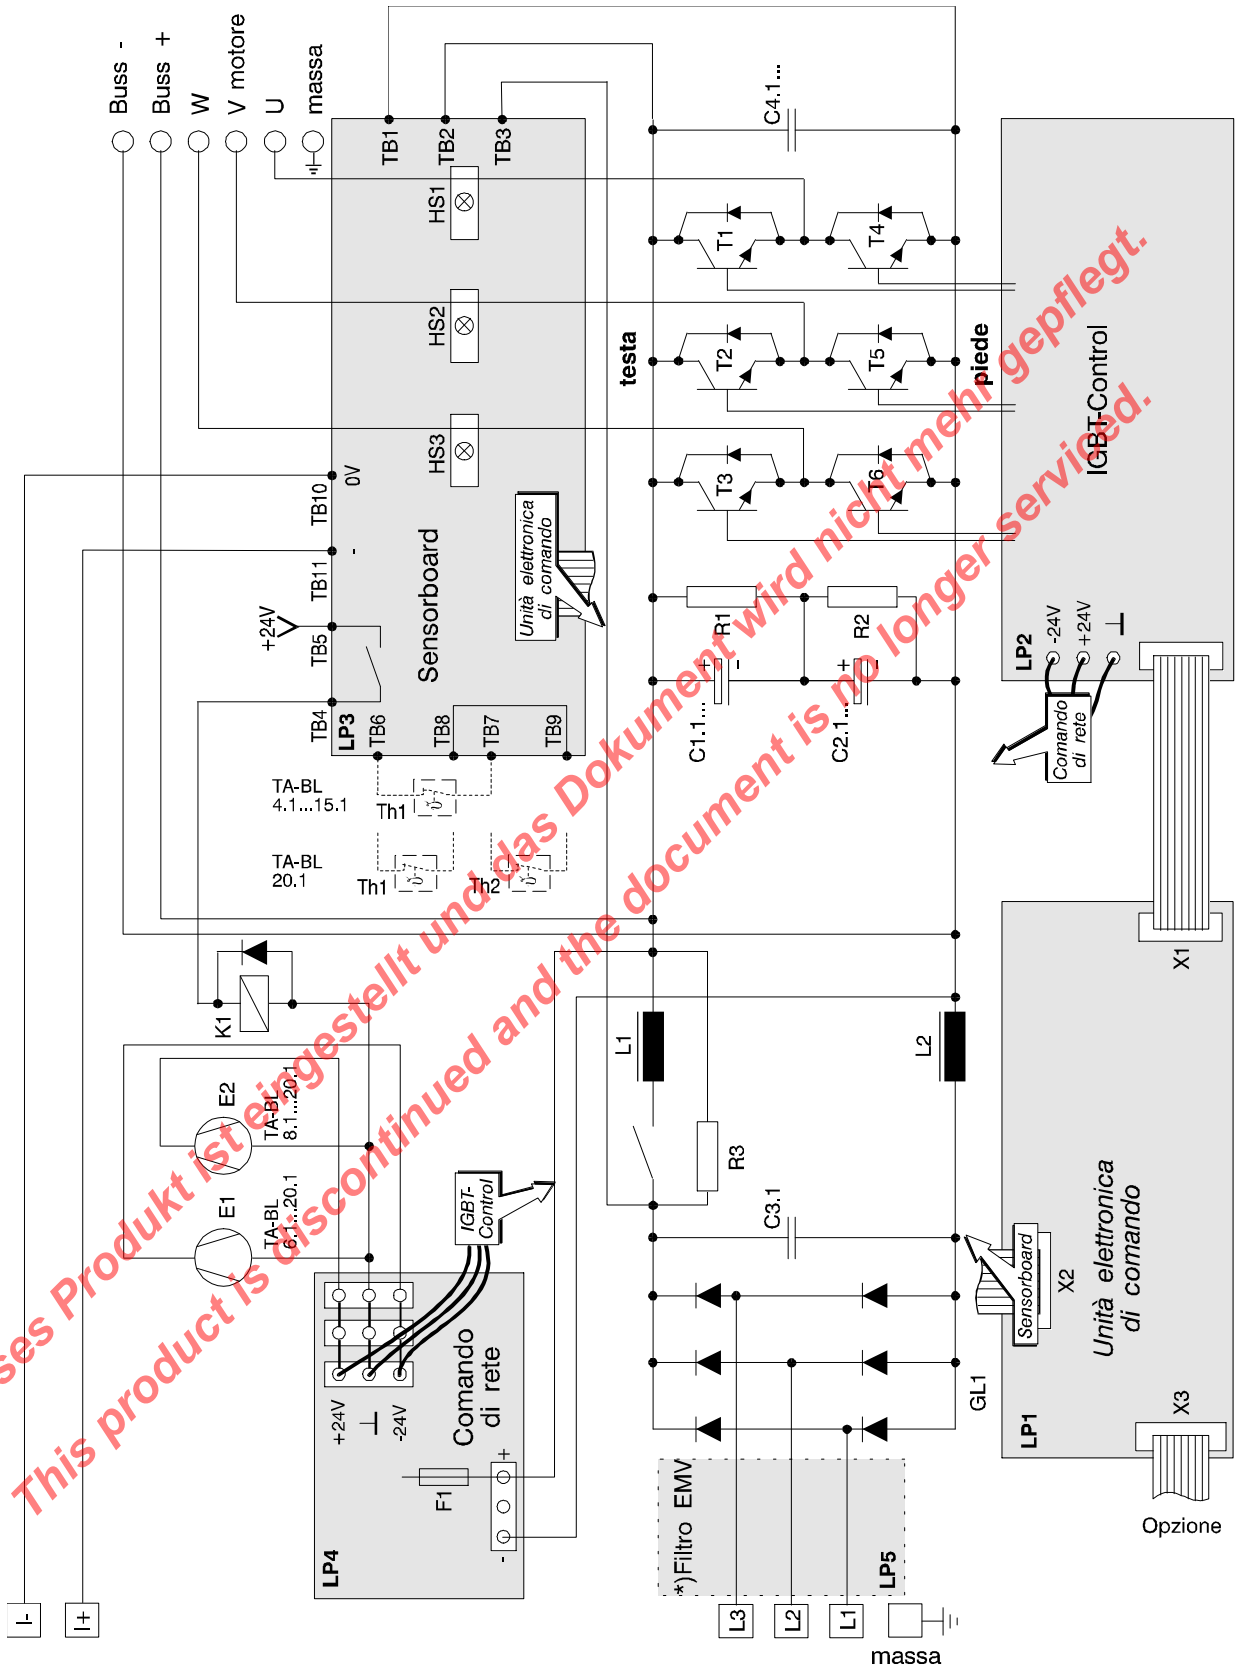 Buss -
Buss +
W
V motore
U
massa
TB1
TB2
TB3
HS1
HS2
HS3
C4.1...
T1
T4
T2
T5
T3
T6
testa
piede
IGBT-Control
0V
TB10
-
TB11
+24V
TB5
TB4
LP3
Sensorboard
Unità elettronica
di comando
TB6
TB8
TB7
TB9
R1
R2
C1.1...
+
-
C2.1...
+
-
LP2
-24V
+24V
Comando
di rete
TA-BL
4.1...15.1
Th1
TA-BL
20.1
Th1
Th2
K1
L1
L2
X1
E2
TA-BL
8.1...20.1
E1
TA-BL
6.1...20.1
R3
C3.1
IGBT-
Control
+24V
-24V
Comando
di rete
F1
+
-
LP4
GL1
Sensorboard
X2
Unità elettronica
di comando
LP1
X3
Opzione
*)Filtro EMV
LP5
L3
L2
L1
massa
I-
I+
ses Produkt ist eingestellt und das Dokument wird nicht mehr gepflegt.
This product is discontinued and the document is no longer serviced.